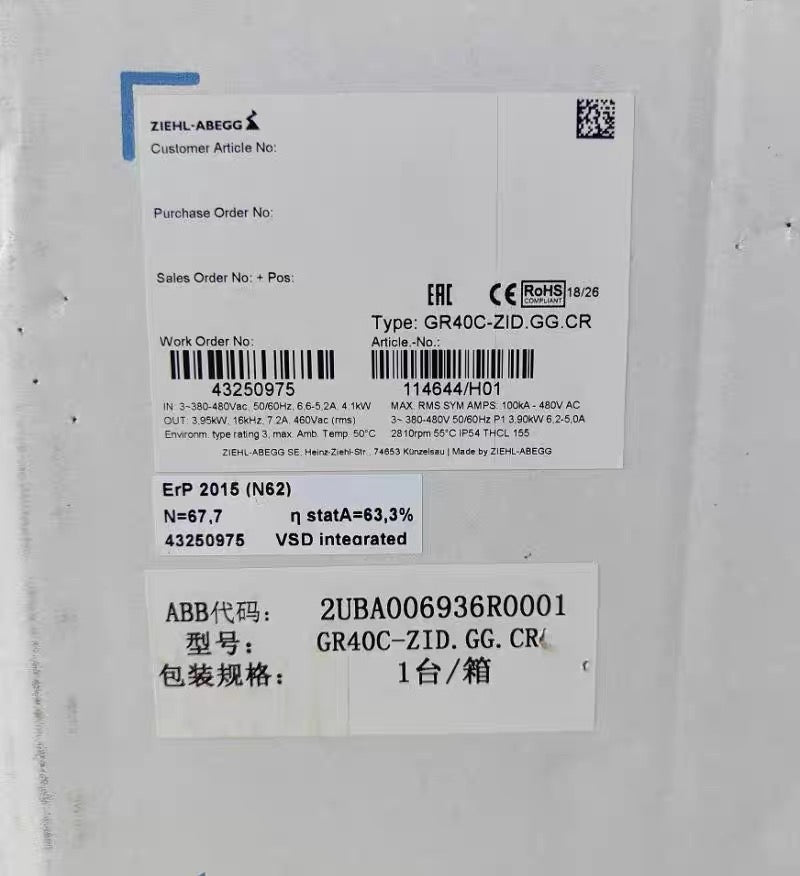 ZIEHL-ABEGG
Customer Article No:
Purchase Order No:
Sales Order No: + Pos:
EAC CE RoHS COMPLIANT 18/26
Type: GR40C-ZID.GG.CR
Work Order No: Article.-No.:
43250975 114644/H01
IN: 3~380-480Vac, 50/60Hz, 6.6-5.2A, 4.1kW MAX. RMS SYM AMPS. 100kA - 480V AC
OUT: 3.95kW, 16kHz, 7.2A, 460Vac (rms) 3~ 380-480V 50/60Hz P1 3.90kW 6,2-5,0A
Environm. type rating 3, max. Amb. Temp. 50°C 2810rpm 55°C IP54 THCL 155
ZIEHL-ABEGG SE, Heinz-Ziehl-Str., 74653 Künzelsau | Made by ZIEHL-ABEGG
ErP 2015 (N62)
N=67,7 η statA=63,3%
43250975 VSD integrated
ABB代码: 2UBA006936R0001
型号: GR40C-ZID.GG.CR
包装规格: 1台/箱